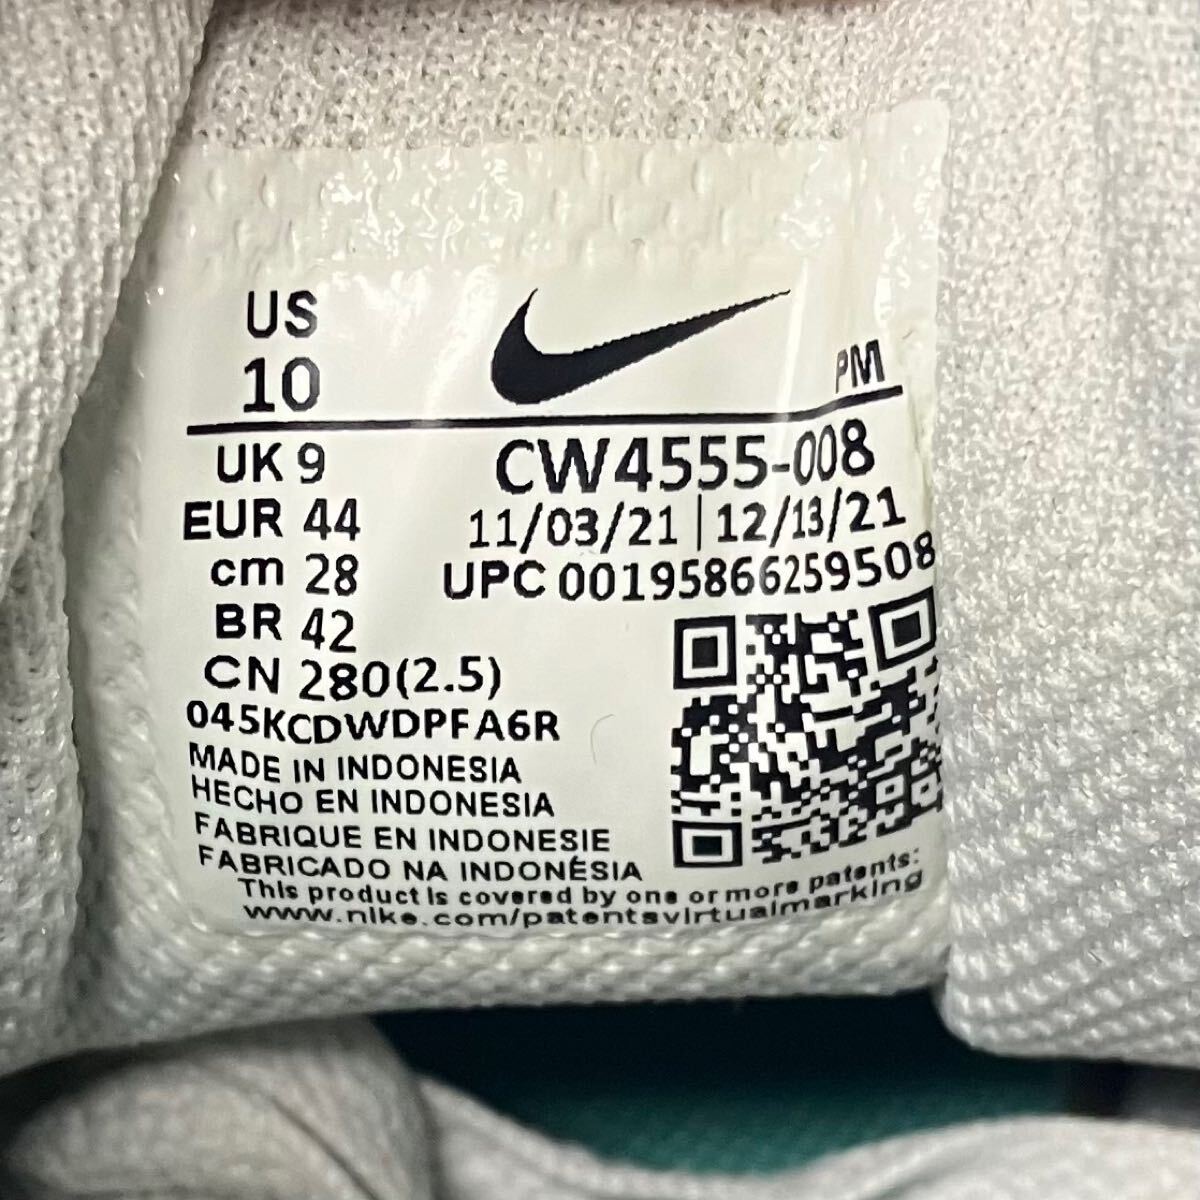 US
10
PM
UK 9
EUR 44
cm 28
BR 42
CN 280(2.5)
CW4555-008
11/03/21 | 12/13/21
UPC 00195866259508
045KCDWDPFA6R
MADE IN INDONESIA
HECHO EN INDONESIA
FABRIQUE EN INDONESIE
FABRICADO NA INDONÉSIA
This product is covered by one or more patents:
www.nike.com/patentsvirtualmarking